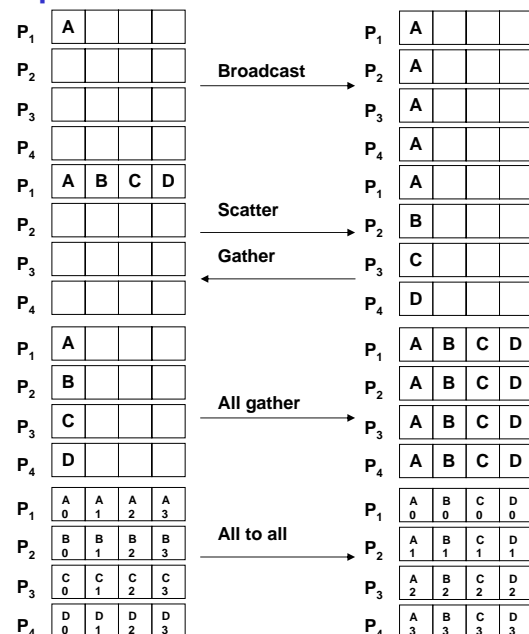 P1 A P1 A
P2 Broadcast P2 A
P3 P3 A
P4 P4 A
P1 A B C D P1 A
P2 Scatter P2 B
P3 Gather P3 C
P4 P4 D
P1 A P1 A B C D
P2 B P2 A B C D
P3 C All gather P3 A B C D
P4 D P4 A B C D
P1 A0 A1 A2 A3 P1 A0 B0 C0 D0
P2 B0 B1 B2 B3 All to all P2 A1 B1 C1 D1
P3 C0 C1 C2 C3 P3 A2 B2 C2 D2
P4 D0 D1 D2 D3 P4 A3 B3 C3 D3